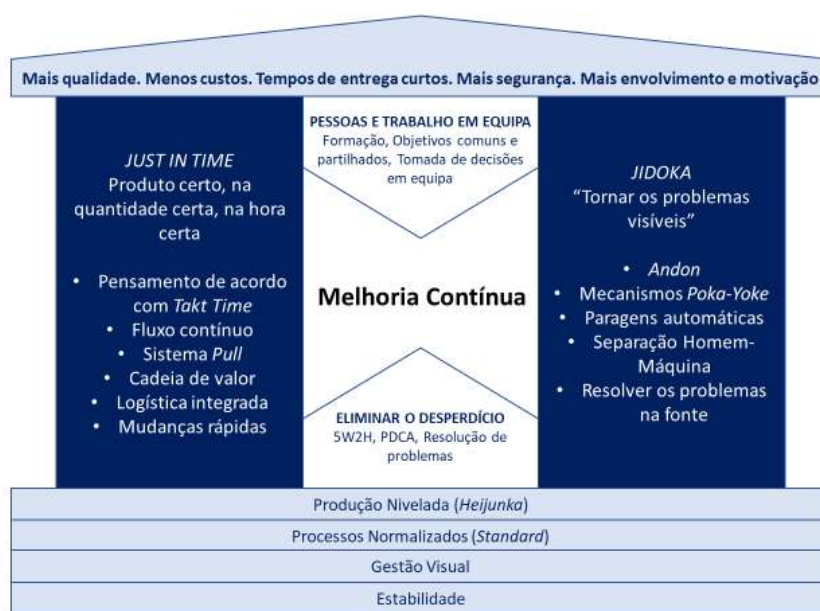 Mais qualidade. Menos custos. Tempos de entrega curtos. Mais segurança. Mais envolvimento e motivação
JUST IN TIME
Produto certo, na
quantidade certa, na hora
certa
• Pensamento de acordo
com Takt Time
• Fluxo contínuo
• Sistema Pull
• Cadeia de valor
• Logística integrada
• Mudanças rápidas
PESSOAS E TRABALHO EM EQUIPA
Formação, Objetivos comuns e
partilhados, Tomada de decisões
em equipa
Melhoria Contínua
ELIMINAR O DESPERDÍCIO
5W2H, PDCA, Resolução de
problemas
JIDOKA
“Tornar os problemas
visíveis”
• Andon
• Mecanismos Poka-Yoke
• Paragens automáticas
• Separação Homem-
Máquina
• Resolver os problemas
na fonte
Produção Nivelada (Heijunka)
Processos Normalizados (Standard)
Gestão Visual
Estabilidade